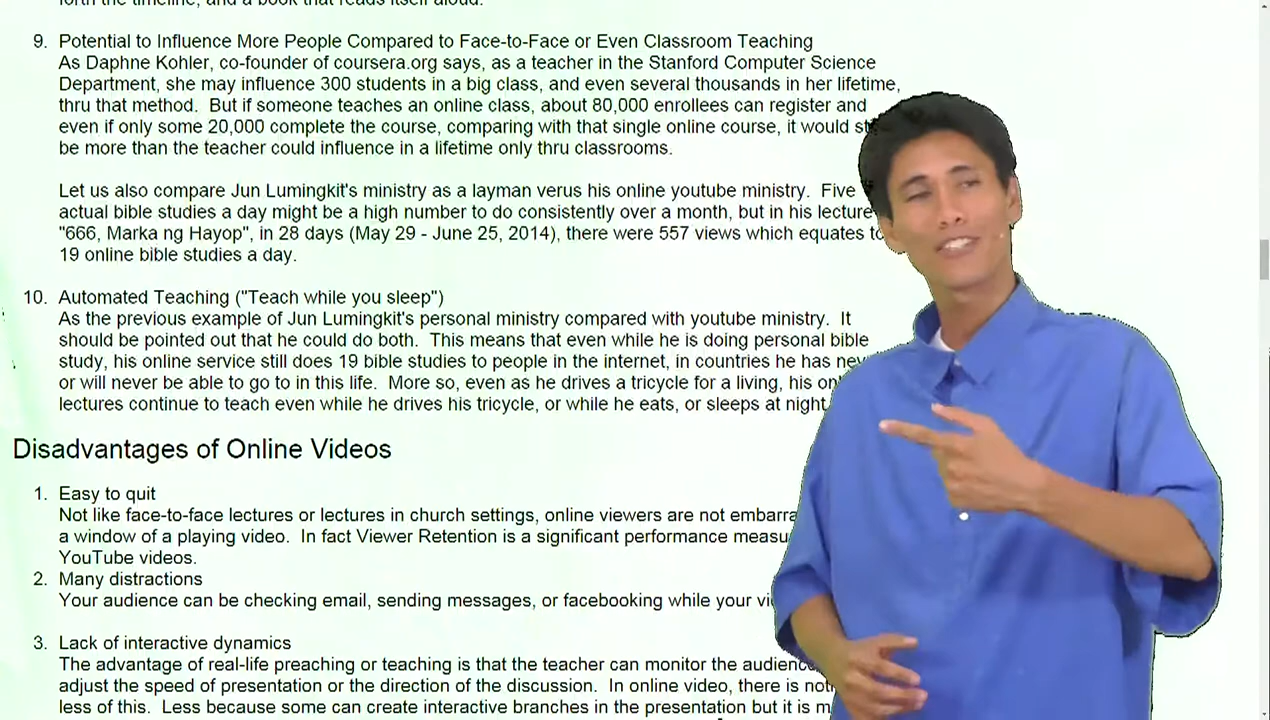 forth the timeline, and a book that reads itself aloud.
9. Potential to Influence More People Compared to Face-to-Face or Even Classroom Teaching
As Daphne Kohler, co-founder of coursera.org says, as a teacher in the Stanford Computer Science
Department, she may influence 300 students in a big class, and even several thousands in her lifetime,
thru that method. But if someone teaches an online class, about 80,000 enrollees can register and
even if only some 20,000 complete the course, comparing with that single online course, it would
be more than the teacher could influence in a lifetime only thru classrooms.
Let us also compare Jun Lumingkit's ministry as a layman verus his online youtube ministry. Five
actual bible studies a day might be a high number to do consistently over a month, but in his lecture
"666, Marka ng Hayop", in 28 days (May 29 - June 25, 2014), there were 557 views which equates to
19 online bible studies a day.
10. Automated Teaching ("Teach while you sleep")
As the previous example of Jun Lumingkit's personal ministry compared with youtube ministry. It
should be pointed out that he could do both. This means that even while he is doing personal bible
study, his online service still does 19 bible studies to people in the internet, in countries he has
or will never be able to go to in this life. More so, even as he drives a tricycle for a living, his
lectures continue to teach even while he drives his tricycle, or while he eats, or sleeps at night
Disadvantages of Online Videos
1. Easy to quit
Not like face-to-face lectures or lectures in church settings, online viewers are not
a window of a playing video. In fact Viewer Retention is a significant performance
YouTube videos.
2. Many distractions
Your audience can be checking email, sending messages, or facebooking while your
3. Lack of interactive dynamics
The advantage of real-life preaching or teaching is that the teacher can monitor the
adjust the speed of presentation or the direction of the discussion. In online video, there is
less of this. Less because some can create interactive branches in the presentation but it is